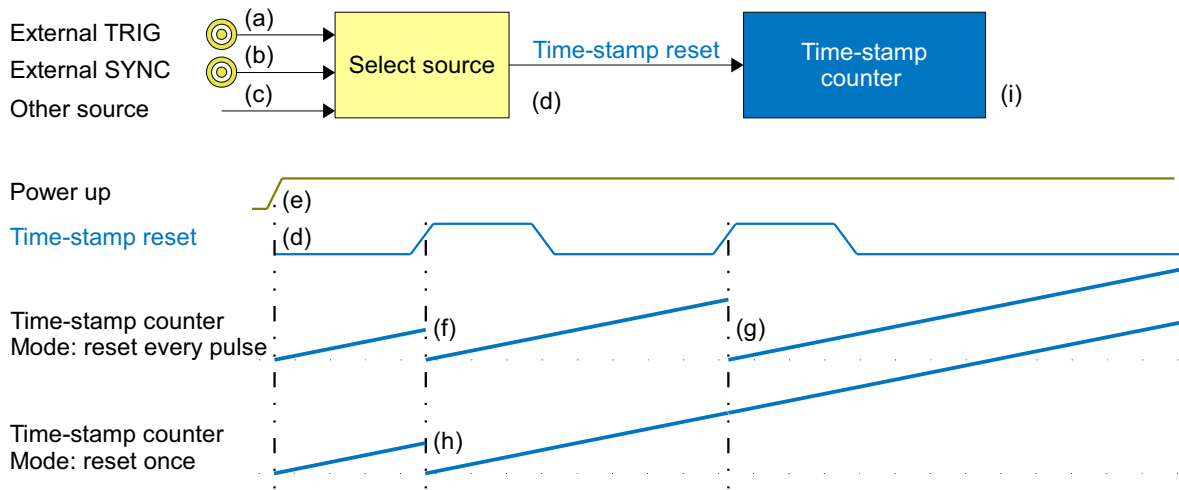 External TRIG (a)
External SYNC (b)
Other source (c)
Select source
Time-stamp reset
(d)
Time-stamp
counter
(i)
Power up
(e)
Time-stamp reset (d)
Time-stamp counter
Mode: reset every pulse
(f)
(g)
Time-stamp counter
Mode: reset once
(h)